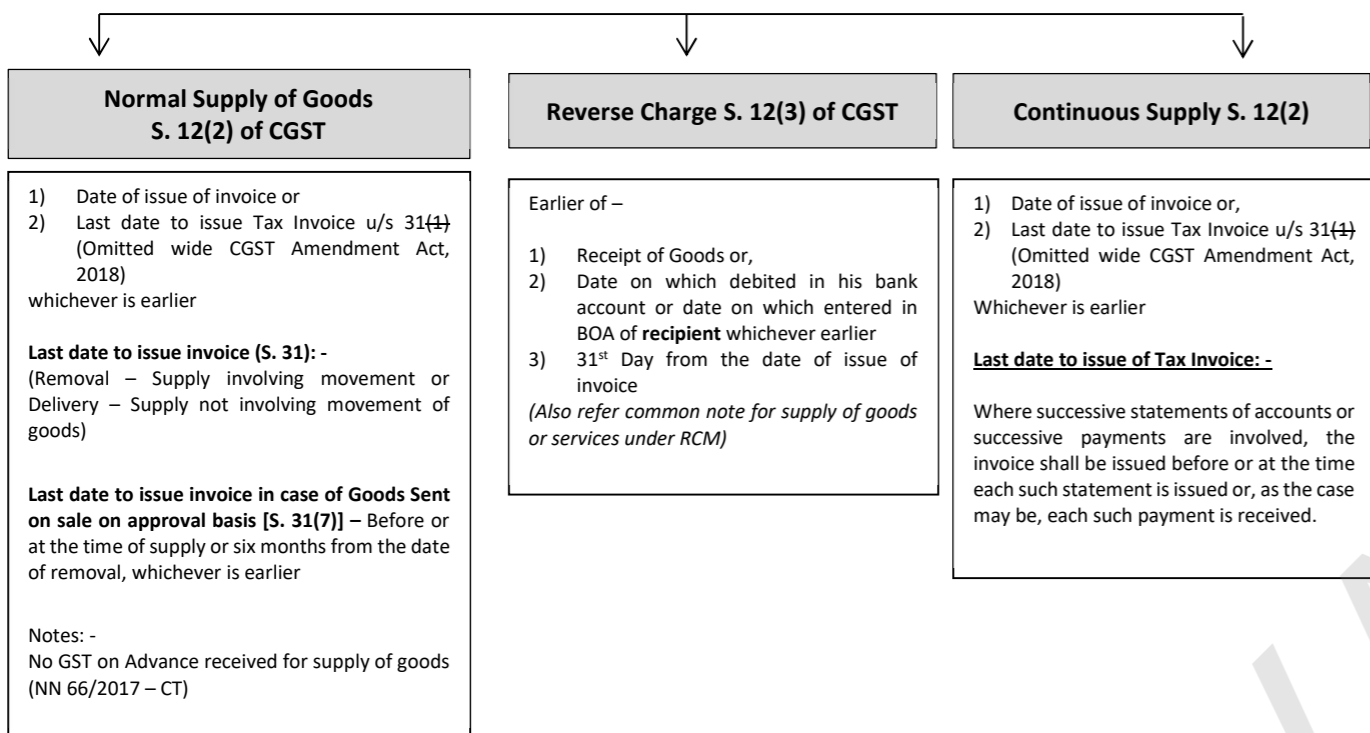 Normal Supply of Goods
S. 12(2) of CGST
1) Date of issue of invoice or
2) Last date to issue Tax Invoice u/s 31(1)
(Omitted wide CGST Amendment Act,
2018)
whichever is earlier
Last date to issue invoice (S. 31): -
(Removal – Supply involving movement or
Delivery – Supply not involving movement of
goods)
Last date to issue invoice in case of Goods Sent
on sale on approval basis [S. 31(7)] – Before or
at the time of supply or six months from the date
of removal, whichever is earlier
Notes: -
No GST on Advance received for supply of goods
(NN 66/2017 – CT)
Reverse Charge S. 12(3) of CGST
Earlier of –
1) Receipt of Goods or,
2) Date on which debited in his bank
account or date on which entered in
BOA of recipient whichever earlier
3) 31st Day from the date of issue of
invoice
(Also refer common note for supply of goods
or services under RCM)
Continuous Supply S. 12(2)
1) Date of issue of invoice or,
2) Last date to issue Tax Invoice u/s 31(1)
(Omitted wide CGST Amendment Act,
2018)
Whichever is earlier
Last date to issue of Tax Invoice: -
Where successive statements of accounts or
successive payments are involved, the
invoice shall be issued before or at the time
each such statement is issued or, as the case
may be, each such payment is received.